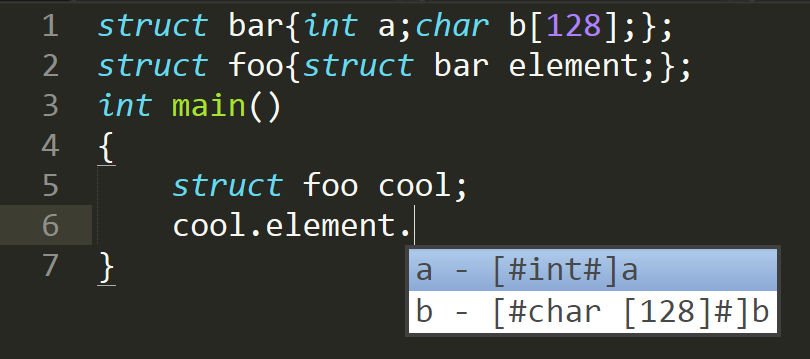 1 struct bar{int a;char b[128];};
2 struct foo{struct bar element;};
3 int main()
4 {
5 struct foo cool;
6 cool.element.
a - [#int#]a
7 }
b - [#char [128]#]b